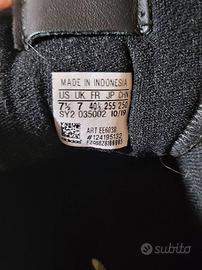 MADE IN INDONESIA
US UK FR JP CHN
7½ 7 40⅔ 255 250
SY2 035002 10/19
ART EE6038
#124195132
subito